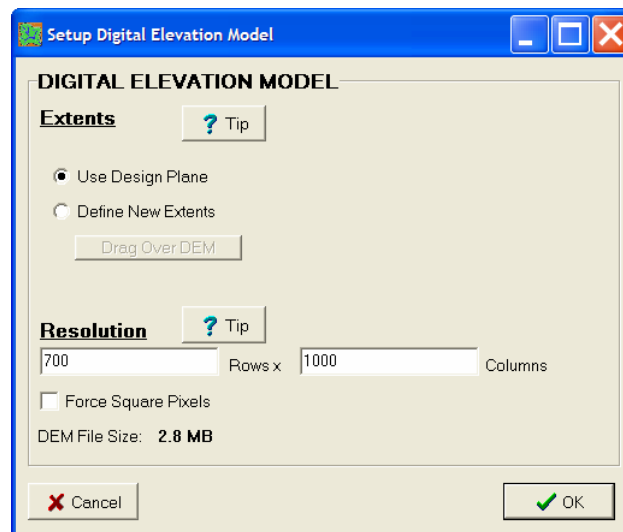 Setup Digital Elevation Model
DIGITAL ELEVATION MODEL
Extents
? Tip
Use Design Plane
Define New Extents
Drag Over DEM
Resolution
? Tip
700 Rows x 1000 Columns
Force Square Pixels
DEM File Size: 2.8 MB
Cancel
OK